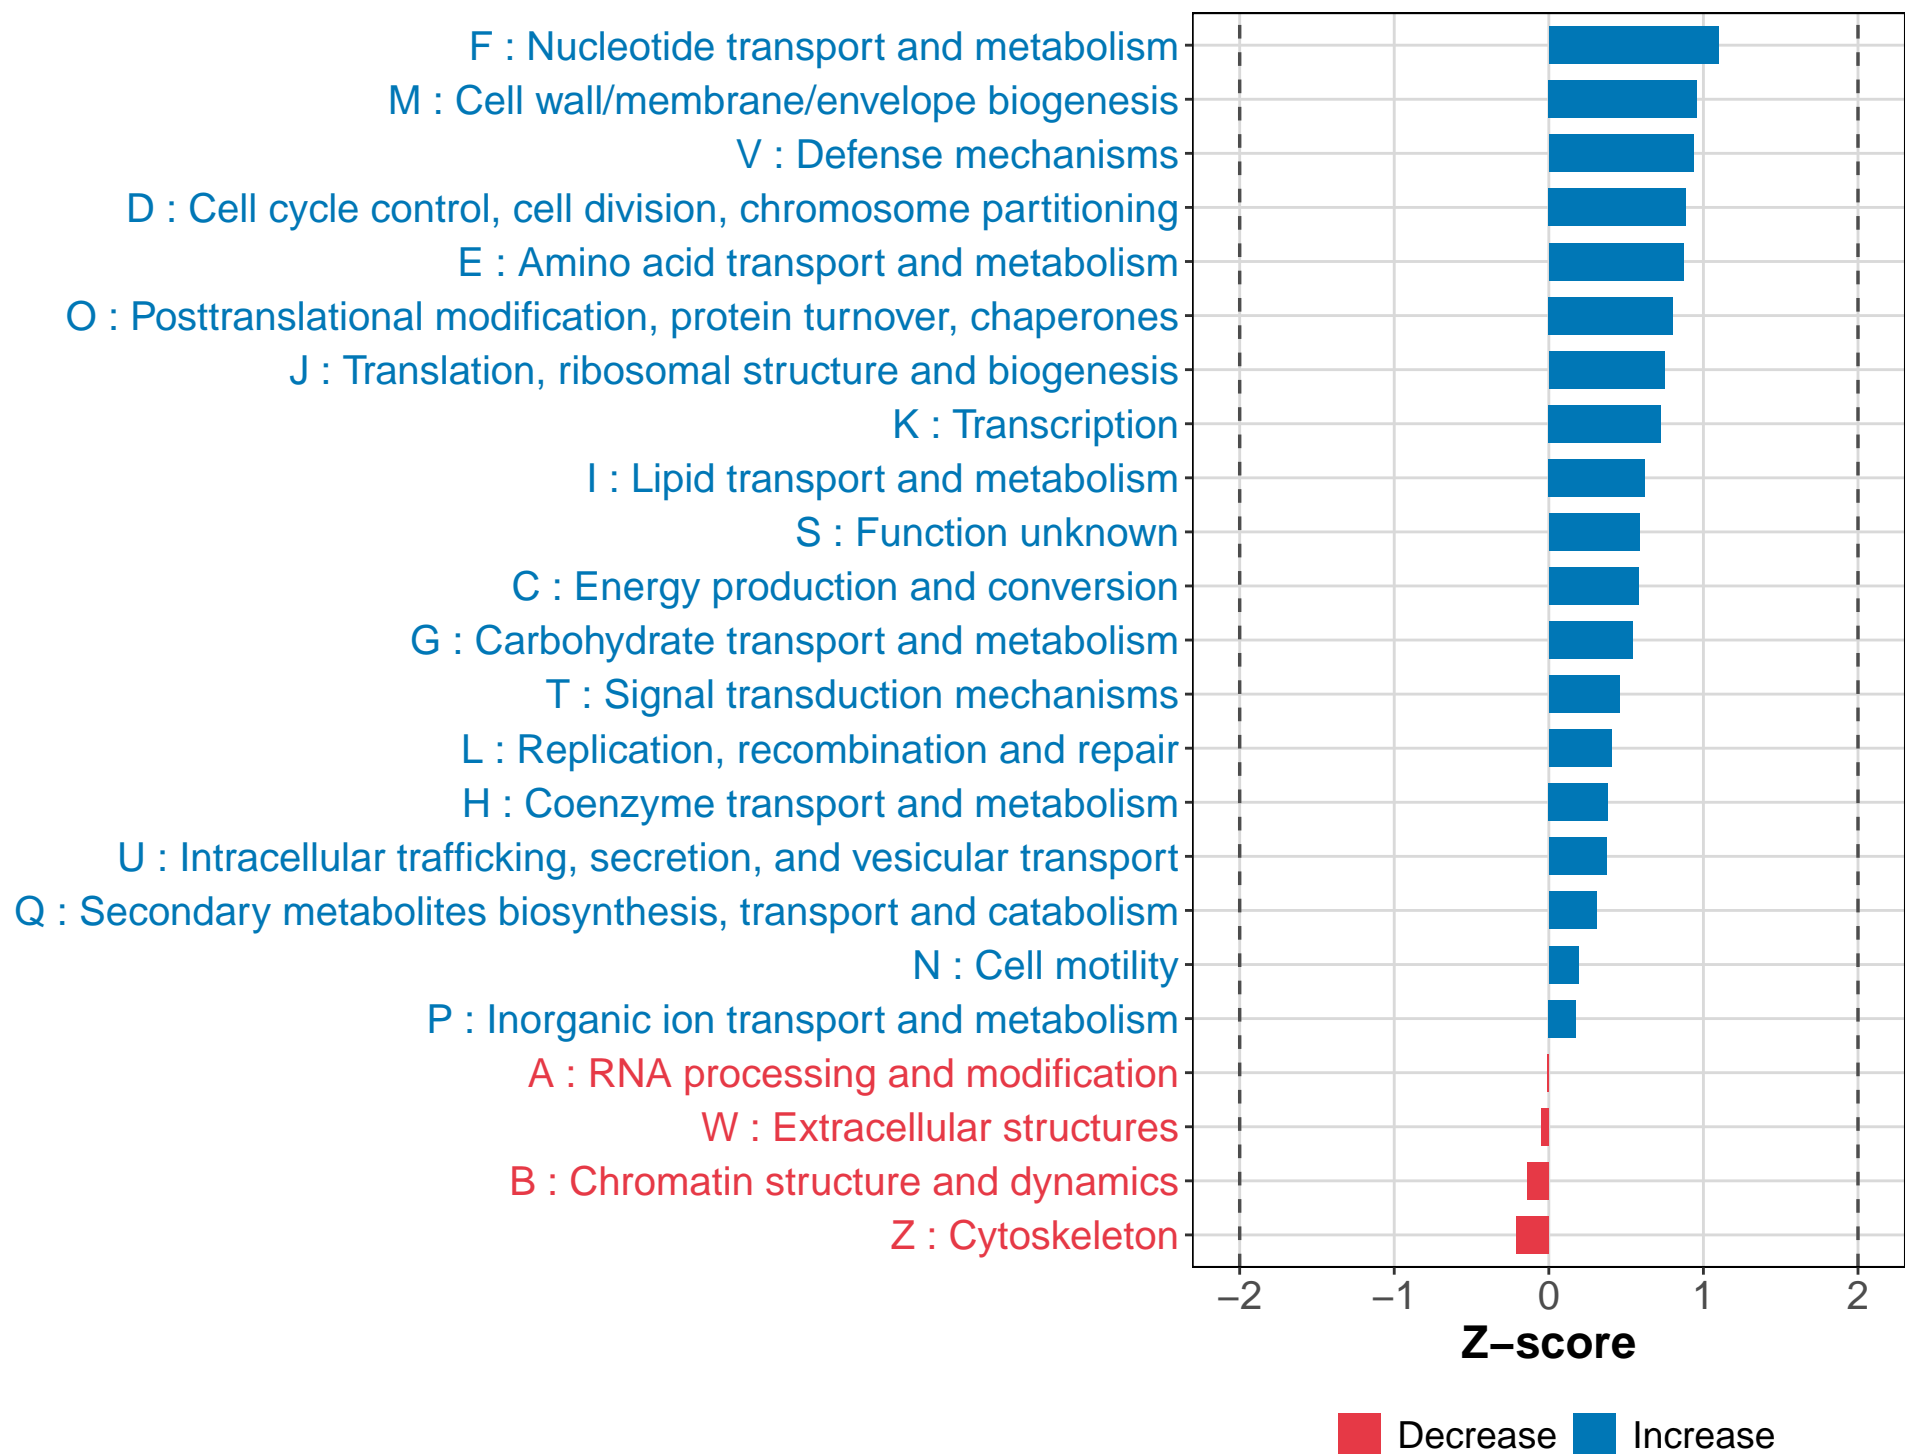 F : Nucleotide transport and metabolism
M : Cell wall/membrane/envelope biogenesis
V : Defense mechanisms
D : Cell cycle control, cell division, chromosome partitioning
E : Amino acid transport and metabolism
O : Posttranslational modification, protein turnover, chaperones
J : Translation, ribosomal structure and biogenesis
K : Transcription
I : Lipid transport and metabolism
S : Function unknown
C : Energy production and conversion
G : Carbohydrate transport and metabolism
T : Signal transduction mechanisms
L : Replication, recombination and repair
H : Coenzyme transport and metabolism
U : Intracellular trafficking, secretion, and vesicular transport
Q : Secondary metabolites biosynthesis, transport and catabolism
N : Cell motility
P : Inorganic ion transport and metabolism
A : RNA processing and modification
W : Extracellular structures
B : Chromatin structure and dynamics
Z : Cytoskeleton
−2 −1 0 1 2
Z−score
Decrease Increase